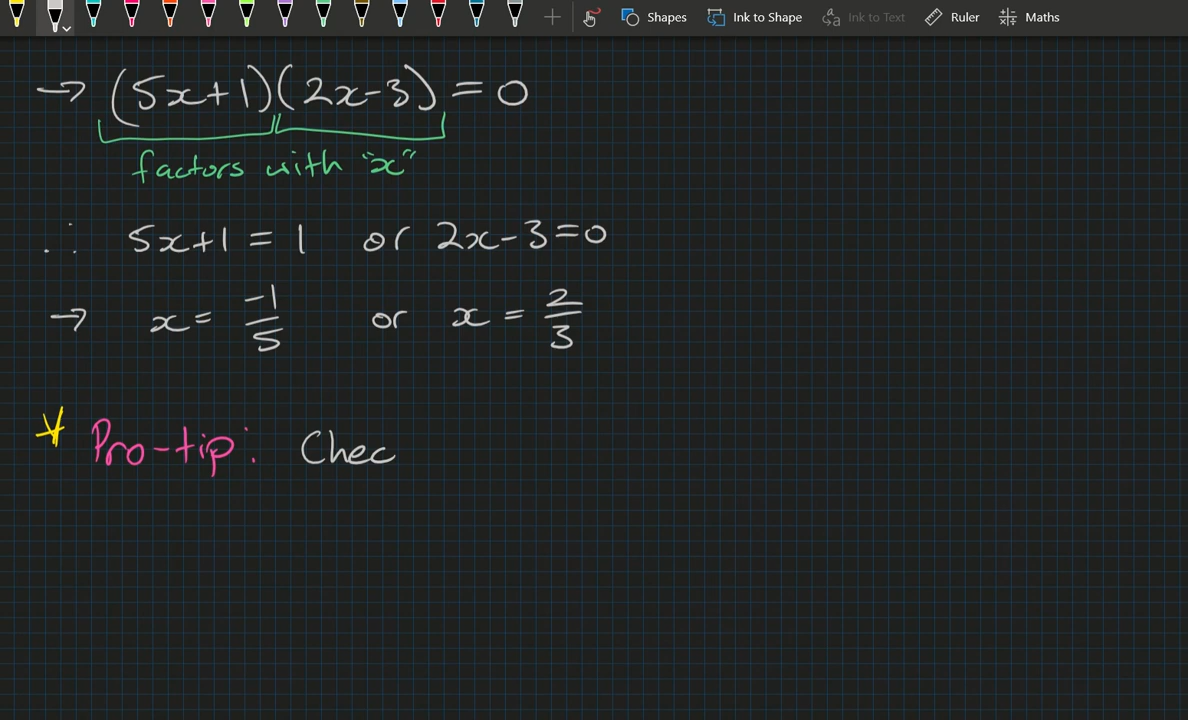 Shapes Ink to Shape Ink to Text Ruler Maths
→ (5x+1)(2x-3) = 0
factors with "x"
∴ 5x+1 = 1 or 2x-3=0
→ x = -1/5 or x = 2/3
Pro-tip: Chec